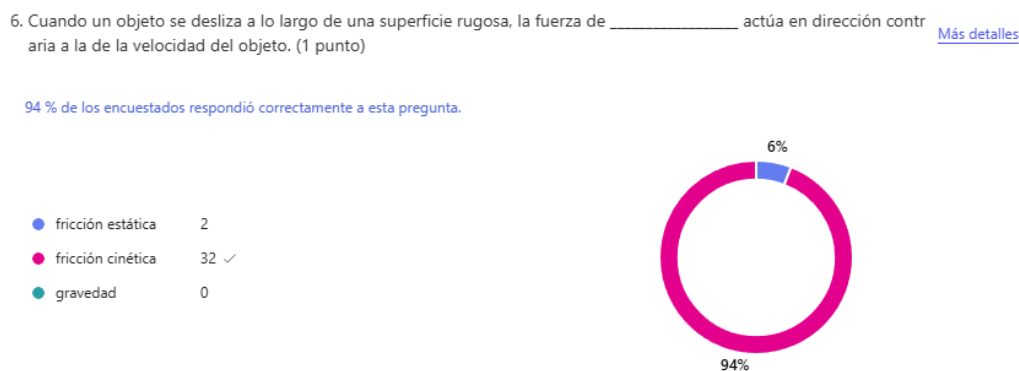 6. Cuando un objeto se desliza a lo largo de una superficie rugosa, la fuerza de __________________ actúa en dirección contr
aria a la de la velocidad del objeto. (1 punto)
Más detalles
94 % de los encuestados respondió correctamente a esta pregunta.
6%
fricción estática 2
fricción cinética 32 ✓
gravedad 0
94%